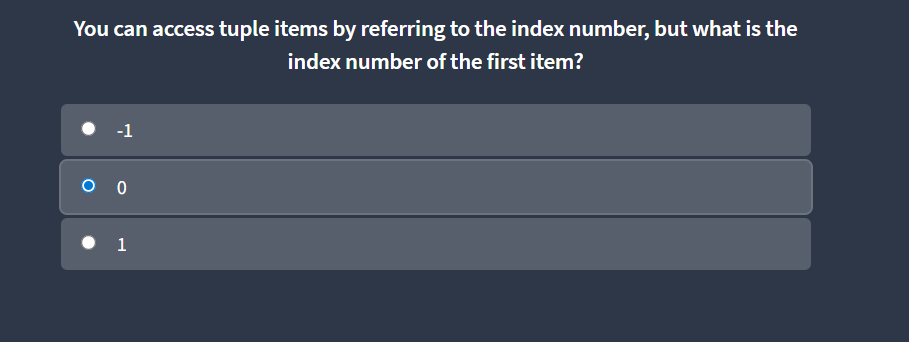 You can access tuple items by referring to the index number, but what is the
index number of the first item?
-1
0
1